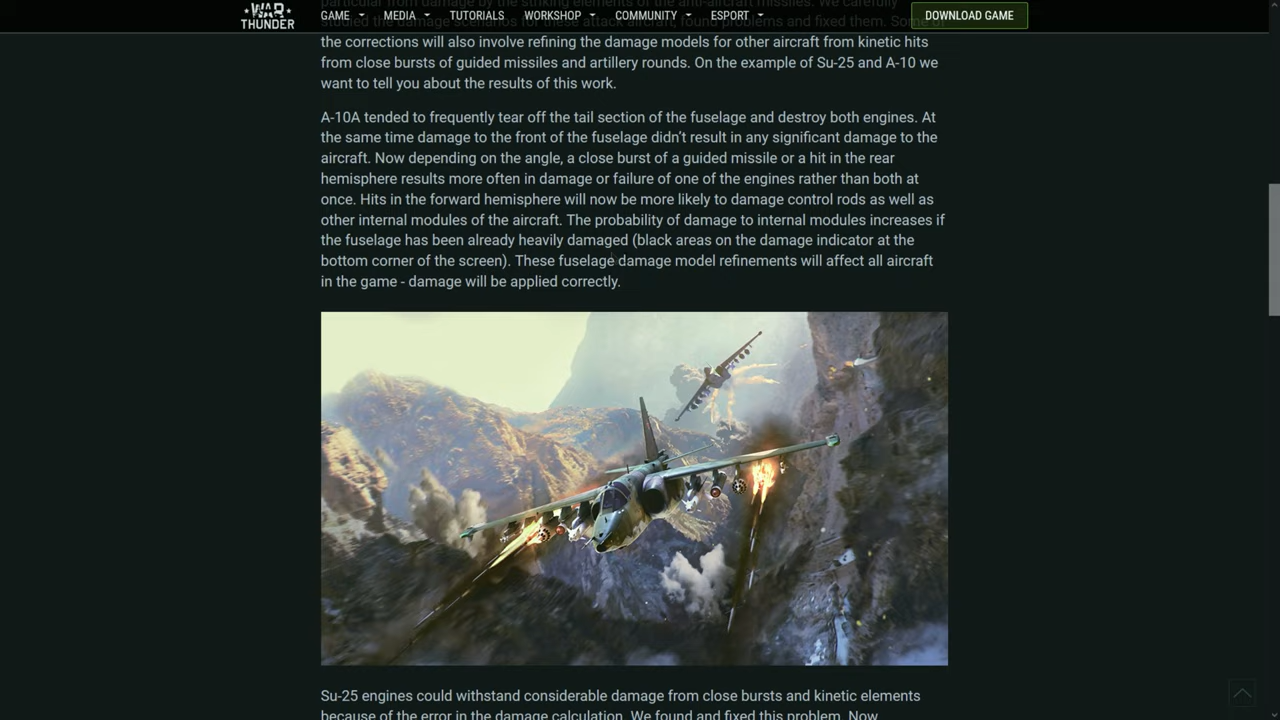 WAR
THUNDER
GAME
MEDIA
TUTORIALS
WORKSHOP
COMMUNITY
ESPORT
DOWNLOAD GAME
particular from damage by the striking elements of the anti-aircraft missiles. We carefully
studied the damage scenarios for these attack aircraft, found problems and fixed them. Some of
the corrections will also involve refining the damage models for other aircraft from kinetic hits
from close bursts of guided missiles and artillery rounds. On the example of Su-25 and A-10 we
want to tell you about the results of this work.
A-10A tended to frequently tear off the tail section of the fuselage and destroy both engines. At
the same time damage to the front of the fuselage didn't result in any significant damage to the
aircraft. Now depending on the angle, a close burst of a guided missile or a hit in the rear
hemisphere results more often in damage or failure of one of the engines rather than both at
once. Hits in the forward hemisphere will now be more likely to damage control rods as well as
other internal modules of the aircraft. The probability of damage to internal modules increases if
the fuselage has been already heavily damaged (black areas on the damage indicator at the
bottom corner of the screen). These fuselage damage model refinements will affect all aircraft
in the game - damage will be applied correctly.
Su-25 engines could withstand considerable damage from close bursts and kinetic elements
because of the error in the damage calculation. We found and fixed this problem. Now